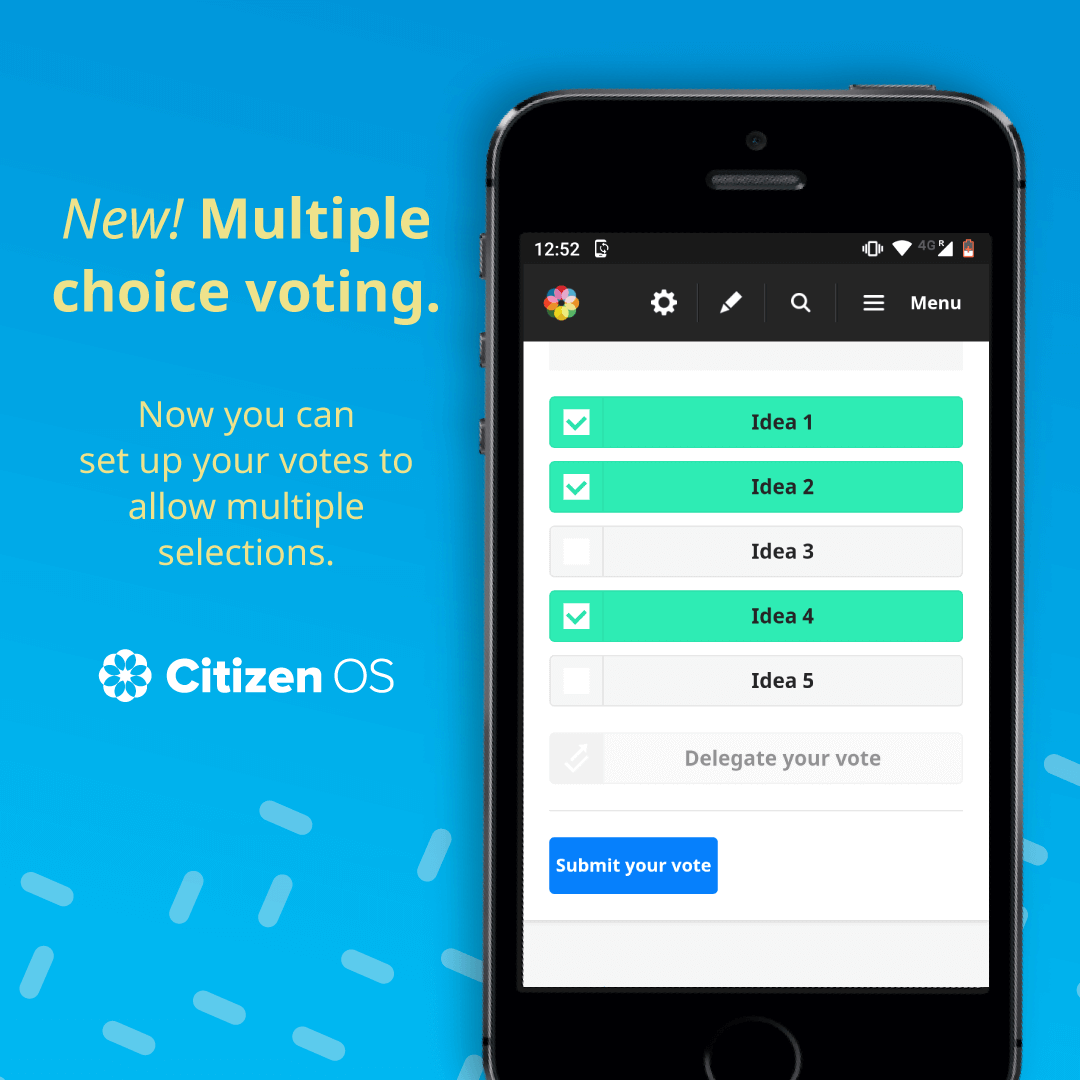 New! Multiple
choice voting.
Now you can
set up your votes to
allow multiple
selections.
Citizen OS
12:52
4G R
Menu
Idea 1
Idea 2
Idea 3
Idea 4
Idea 5
Delegate your vote
Submit your vote